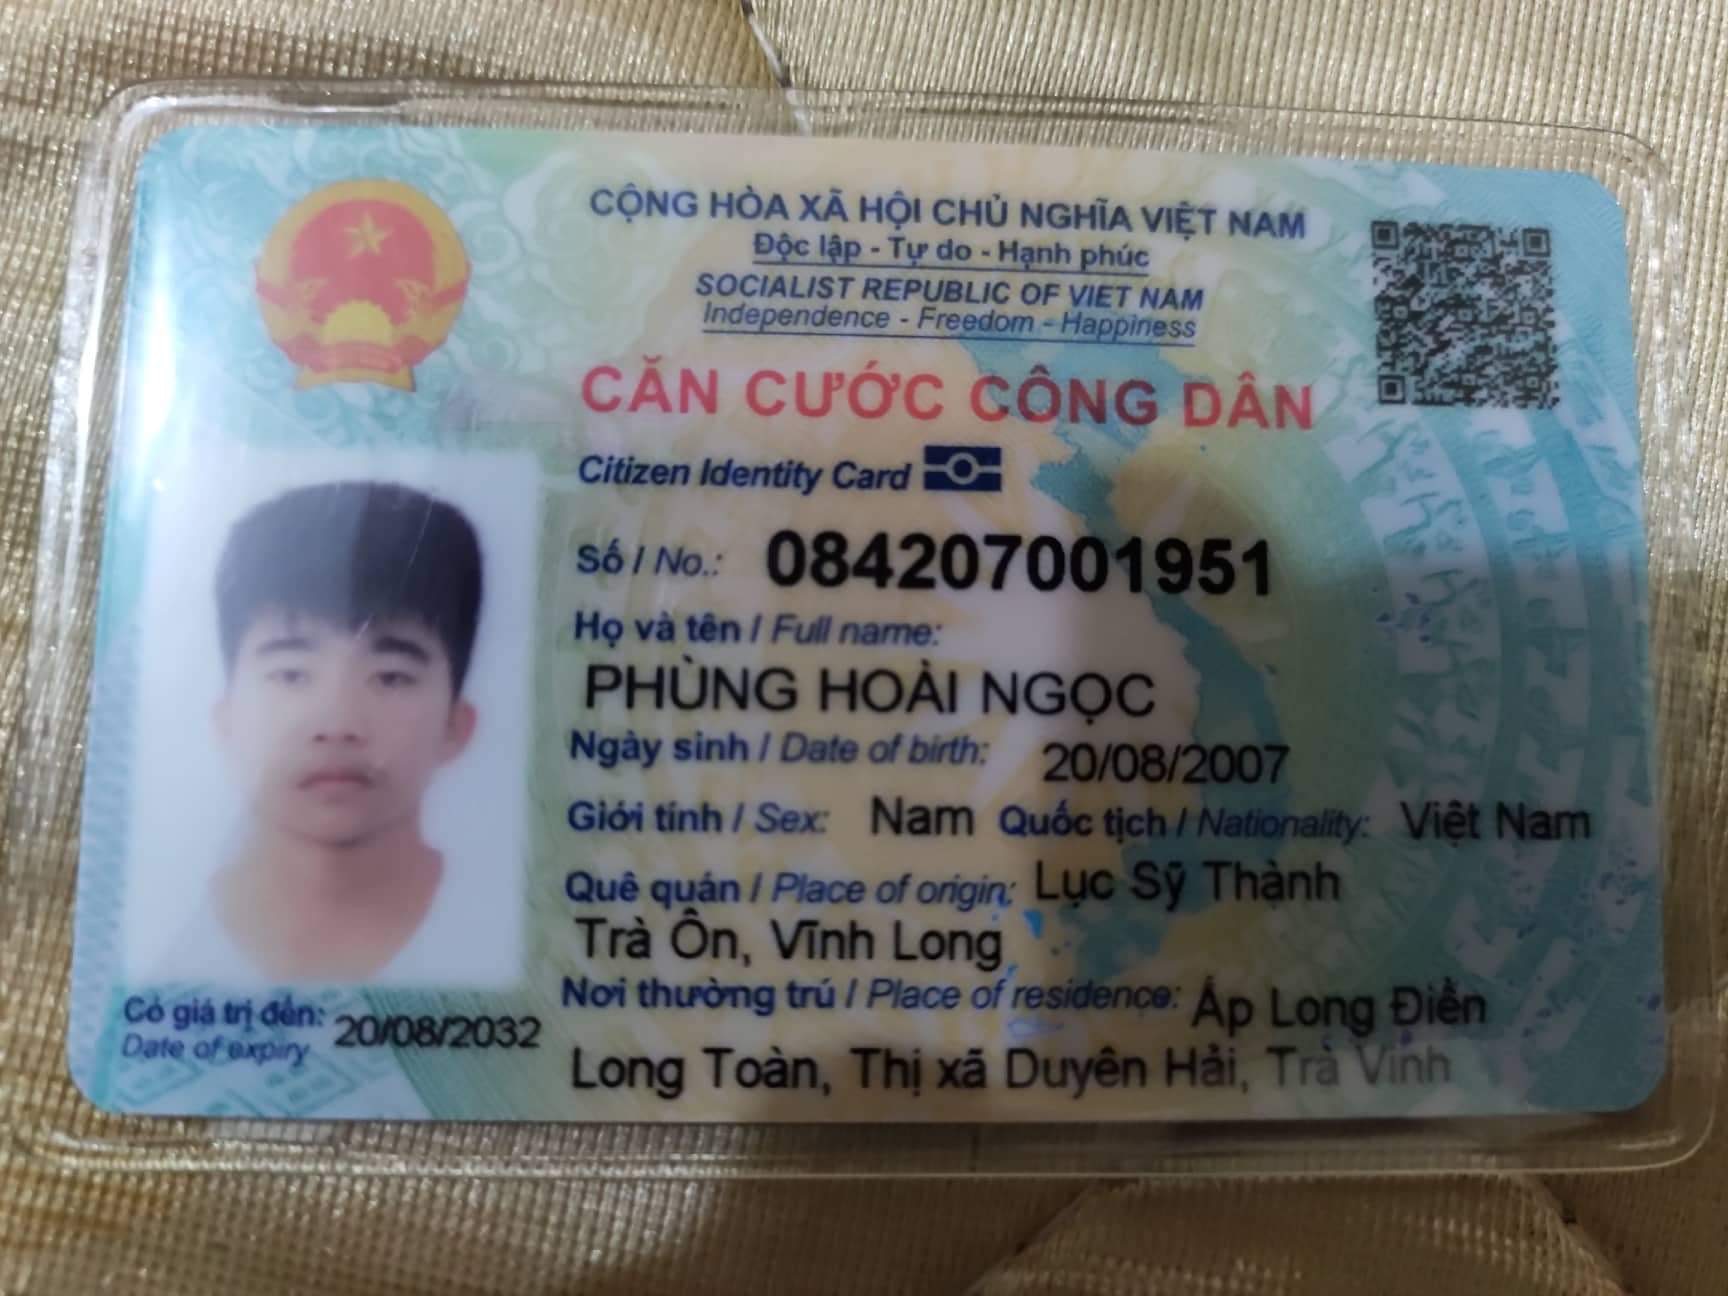 CỘNG HÒA XÃ HỘI CHỦ NGHĨA VIỆT NAM
Độc lập - Tự do - Hạnh phúc
SOCIALIST REPUBLIC OF VIET NAM
Independence - Freedom - Happiness
CĂN CƯỚC CÔNG DÂN
Citizen Identity Card
Số / No.: 084207001951
Họ và tên / Full name:
PHÙNG HOÀI NGỌC
Ngày sinh / Date of birth: 20/08/2007
Giới tính / Sex: Nam Quốc tịch / Nationality: Việt Nam
Quê quán / Place of origin: Lục Sỹ Thành
Trà Ôn, Vĩnh Long
Nơi thường trú / Place of residence: Ấp Long Điền
Long Toàn, Thị xã Duyên Hải, Trà Vinh
Có giá trị đến: 20/08/2032
Date of expiry